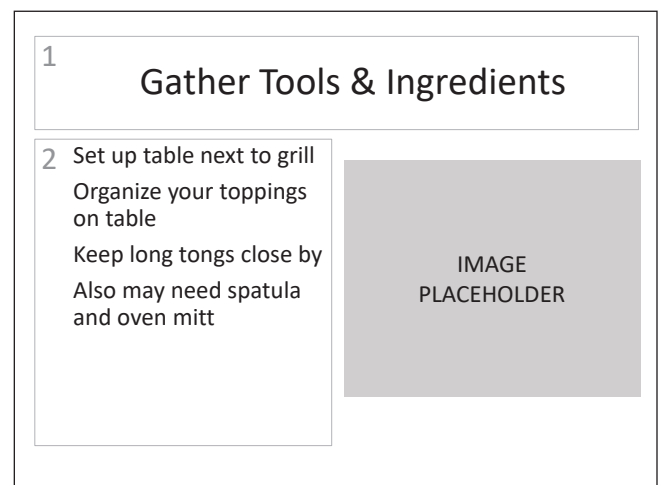 1
Gather Tools & Ingredients
2
Set up table next to grill
Organize your toppings
on table
Keep long tongs close by
Also may need spatula
and oven mitt
IMAGE
PLACEHOLDER